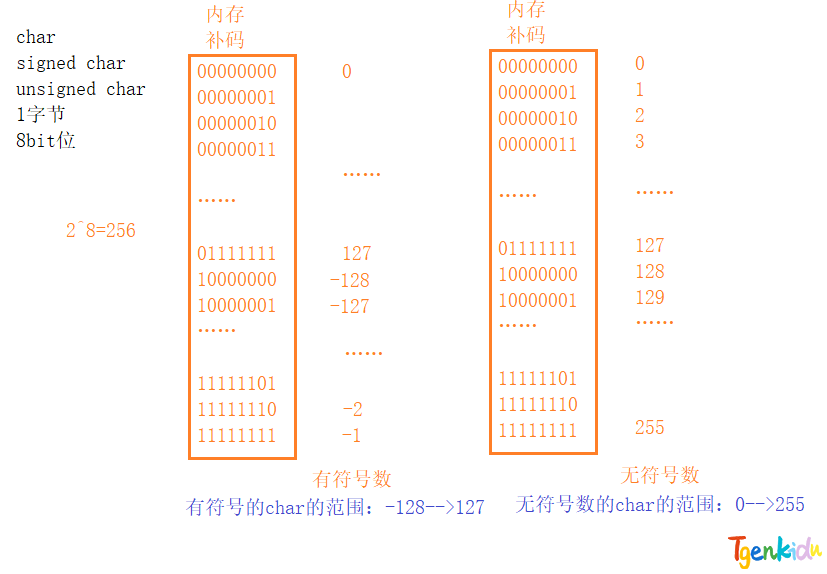 char
signed char
unsigned char
1字节
8bit位
2^8=256
内存
补码
00000000 0
00000001
00000010
00000011
……
……
01111111 127
10000000 -128
10000001 -127
……
……
11111101
11111110 -2
11111111 -1
有符号数
有符号的char的范围：-128-->127
内存
补码
00000000 0
00000001 1
00000010 2
00000011 3
…… ……
01111111 127
10000000 128
10000001 129
…… ……
11111101
11111110
11111111 255
无符号数
无符号数的char的范围：0-->255
Tgenkidu